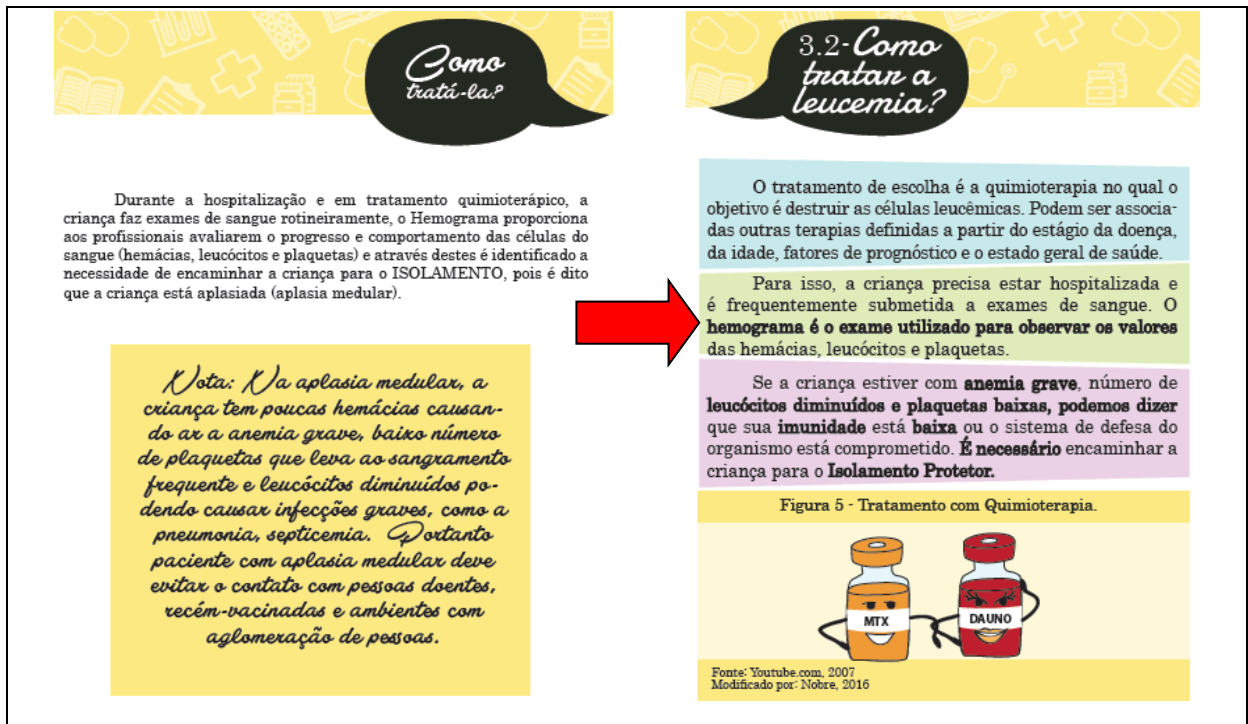 Como
tratá-la?
Durante a hospitalização e em tratamento quimioterápico, a
criança faz exames de sangue rotineiramente, o Hemograma proporciona
aos profissionais avaliarem o progresso e comportamento das células do
sangue (hemácias, leucócitos e plaquetas) e através destes é identificado a
necessidade de encaminhar a criança para o ISOLAMENTO, pois é dito
que a criança está aplasiada (aplasia medular).
Nota: Na aplasia medular, a
criança tem poucas hemácias causan-
do ar a anemia grave, baixo número
de plaquetas que leva ao sangramento
frequente e leucócitos diminuídos po-
dendo causar infecções graves, como a
pneumonia, septicemia. Portanto
paciente com aplasia medular deve
evitar o contato com pessoas doentes,
recém-vacinadas e ambientes com
aglomeração de pessoas.
3.2-Como
tratar a
leucemia?
O tratamento de escolha é a quimioterapia no qual o
objetivo é destruir as células leucêmicas. Podem ser associa-
das outras terapias definidas a partir do estágio da doença,
da idade, fatores de prognóstico e o estado geral de saúde.
Para isso, a criança precisa estar hospitalizada e
é frequentemente submetida a exames de sangue. O
hemograma é o exame utilizado para observar os valores
das hemácias, leucócitos e plaquetas.
Se a criança estiver com anemia grave, número de
leucócitos diminuídos e plaquetas baixas, podemos dizer
que sua imunidade está baixa ou o sistema de defesa do
organismo está comprometido. É necessário encaminhar a
criança para o Isolamento Protetor.
Figura 5 - Tratamento com Quimioterapia.
MTX
DAUNO
Fonte: Youtube.com, 2007
Modificado por: Nobre, 2016